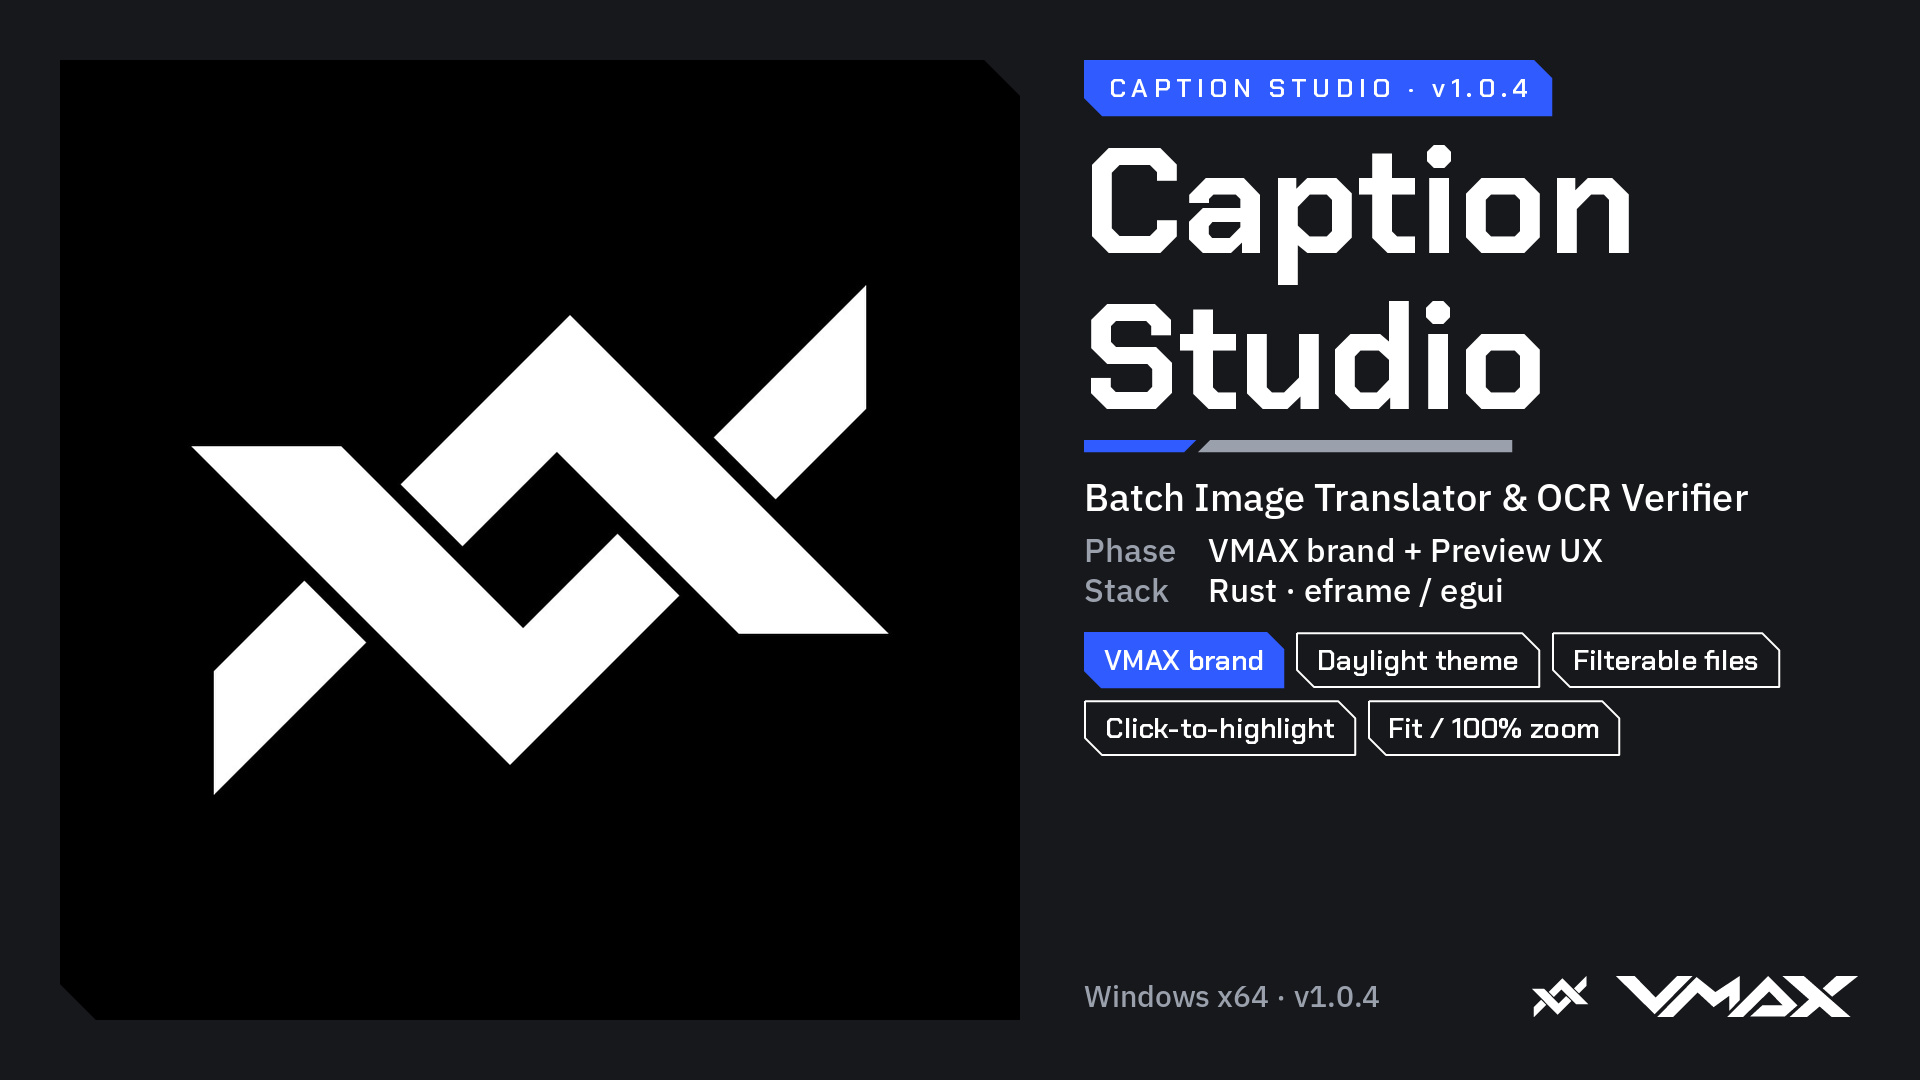 CAPTION STUDIO · v1.0.4
Caption
Studio
Batch Image Translator & OCR Verifier
Phase VMAX brand + Preview UX
Stack Rust · eframe / egui
VMAX brand Daylight theme Filterable files
Click-to-highlight Fit / 100% zoom
Windows x64 · v1.0.4 VMAX